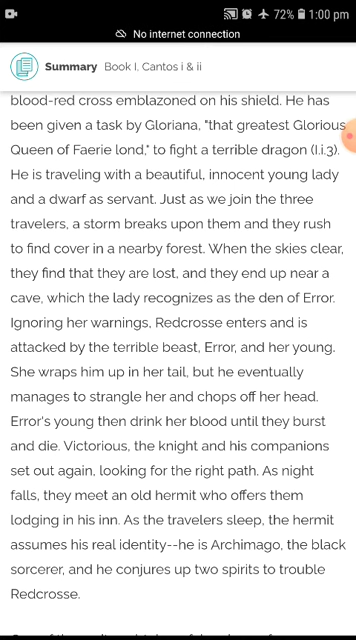 72% 1:00 pm
No internet connection
Summary Book I, Cantos i & ii
blood-red cross emblazoned on his shield. He has
been given a task by Gloriana, "that greatest Glorious
Queen of Faerie lond," to fight a terrible dragon (I.i.3).
He is traveling with a beautiful, innocent young lady
and a dwarf as servant. Just as we join the three
travelers, a storm breaks upon them and they rush
to find cover in a nearby forest. When the skies clear,
they find that they are lost, and they end up near a
cave, which the lady recognizes as the den of Error.
Ignoring her warnings, Redcrosse enters and is
attacked by the terrible beast, Error, and her young.
She wraps him up in her tail, but he eventually
manages to strangle her and chops off her head.
Error's young then drink her blood until they burst
and die. Victorious, the knight and his companions
set out again, looking for the right path. As night
falls, they meet an old hermit who offers them
lodging in his inn. As the travelers sleep, the hermit
assumes his real identity--he is Archimago, the black
sorcerer, and he conjures up two spirits to trouble
Redcrosse.